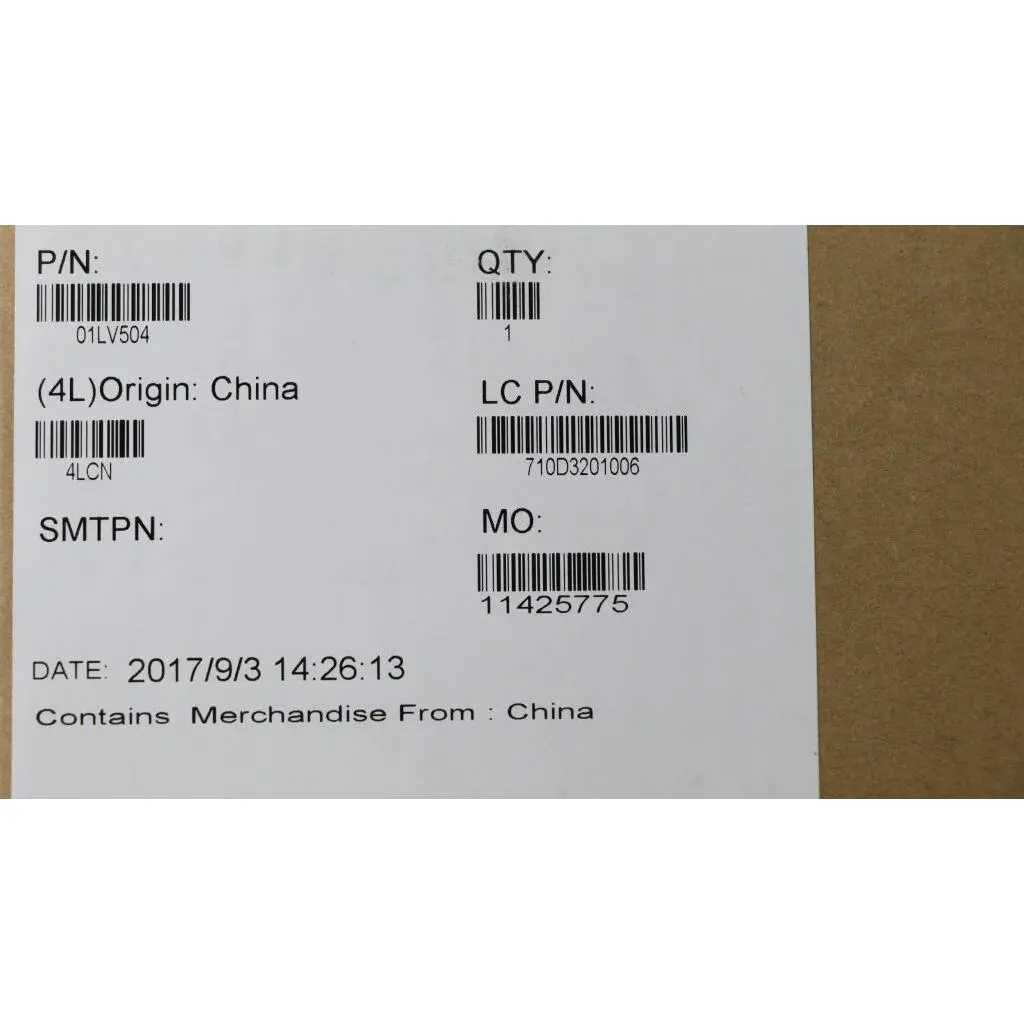 P/N:
01LV504
QTY:
1
(4L)Origin: China
4LCN
LC P/N:
710D3201006
SMTPN:
MO:
11425775
DATE: 2017/9/3 14:26:13
Contains Merchandise From : China